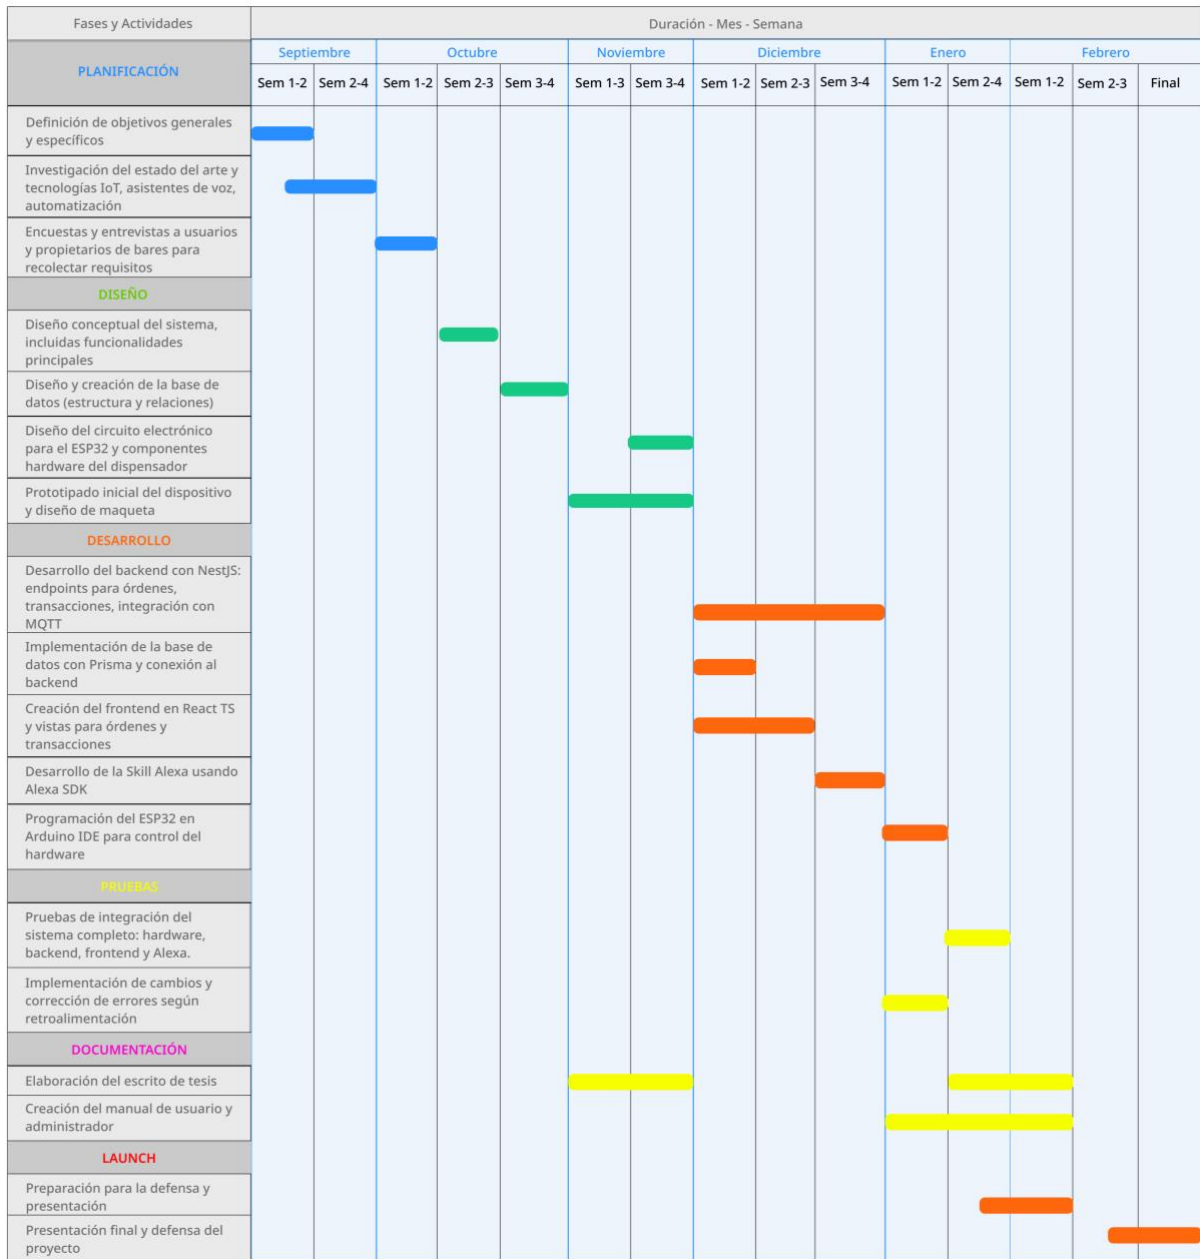 Fases y Actividades
Duración - Mes - Semana
PLANIFICACIÓN
Septiembre
Octubre
Noviembre
Diciembre
Enero
Febrero
Sem 1-2
Sem 2-4
Sem 1-2
Sem 2-3
Sem 3-4
Sem 1-3
Sem 3-4
Sem 1-2
Sem 2-3
Sem 3-4
Sem 1-2
Sem 2-4
Sem 1-2
Sem 2-3
Final
Definición de objetivos generales
y específicos
Investigación del estado del arte y
tecnologías IoT, asistentes de voz,
automatización
Encuestas y entrevistas a usuarios
y propietarios de bares para
recolectar requisitos
DISEÑO
Diseño conceptual del sistema,
incluidas funcionalidades
principales
Diseño y creación de la base de
datos (estructura y relaciones)
Diseño del circuito electrónico
para el ESP32 y componentes
hardware del dispensador
Prototipado inicial del dispositivo
y diseño de maqueta
DESARROLLO
Desarrollo del backend con NestJS:
endpoints para órdenes,
transacciones, integración con
MQTT
Implementación de la base de
datos con Prisma y conexión al
backend
Creación del frontend en React TS
y vistas para órdenes y
transacciones
Desarrollo de la Skill Alexa usando
Alexa SDK
Programación del ESP32 en
Arduino IDE para control del
hardware
PRUEBAS
Pruebas de integración del
sistema completo: hardware,
backend, frontend y Alexa.
Implementación de cambios y
corrección de errores según
retroalimentación
DOCUMENTACIÓN
Elaboración del escrito de tesis
Creación del manual de usuario y
administrador
LAUNCH
Preparación para la defensa y
presentación
Presentación final y defensa del
proyecto